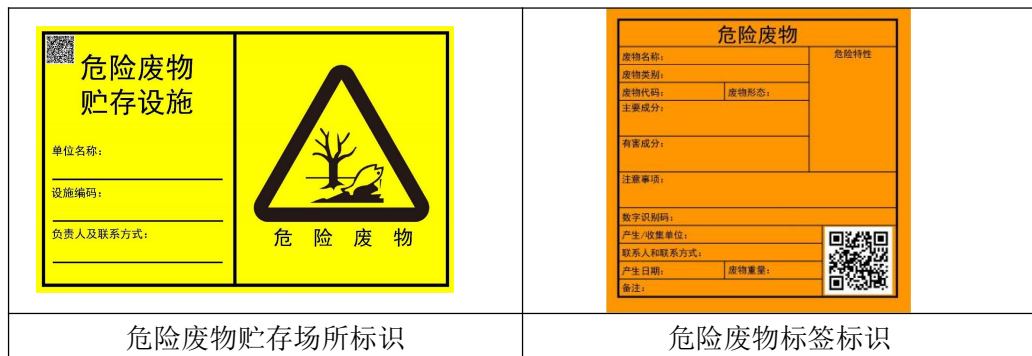 危险废物
贮存设施
单位名称：
设施编码：
负责人及联系方式：
危 险 废 物
危险废物
废物名称：
危险特性
废物类别：
废物代码：
废物形态：
主要成分：
有害成分：
注意事项：
数字识别码：
产生/收集单位：
联系人和联系方式：
产生日期：
废物重量：
备注：
危险废物贮存场所标识
危险废物标签标识